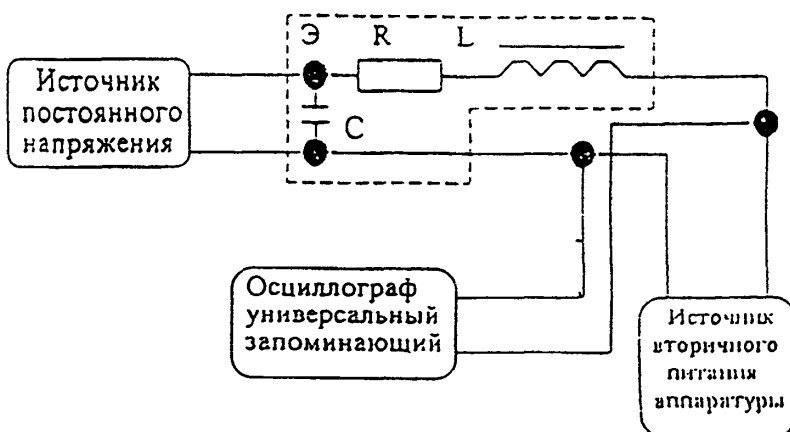 Э R L
Источник
постоянного
напряжения
C
Осциллограф
универсальный
запоминающий
Источник
вторичного
питания
аппаратуры